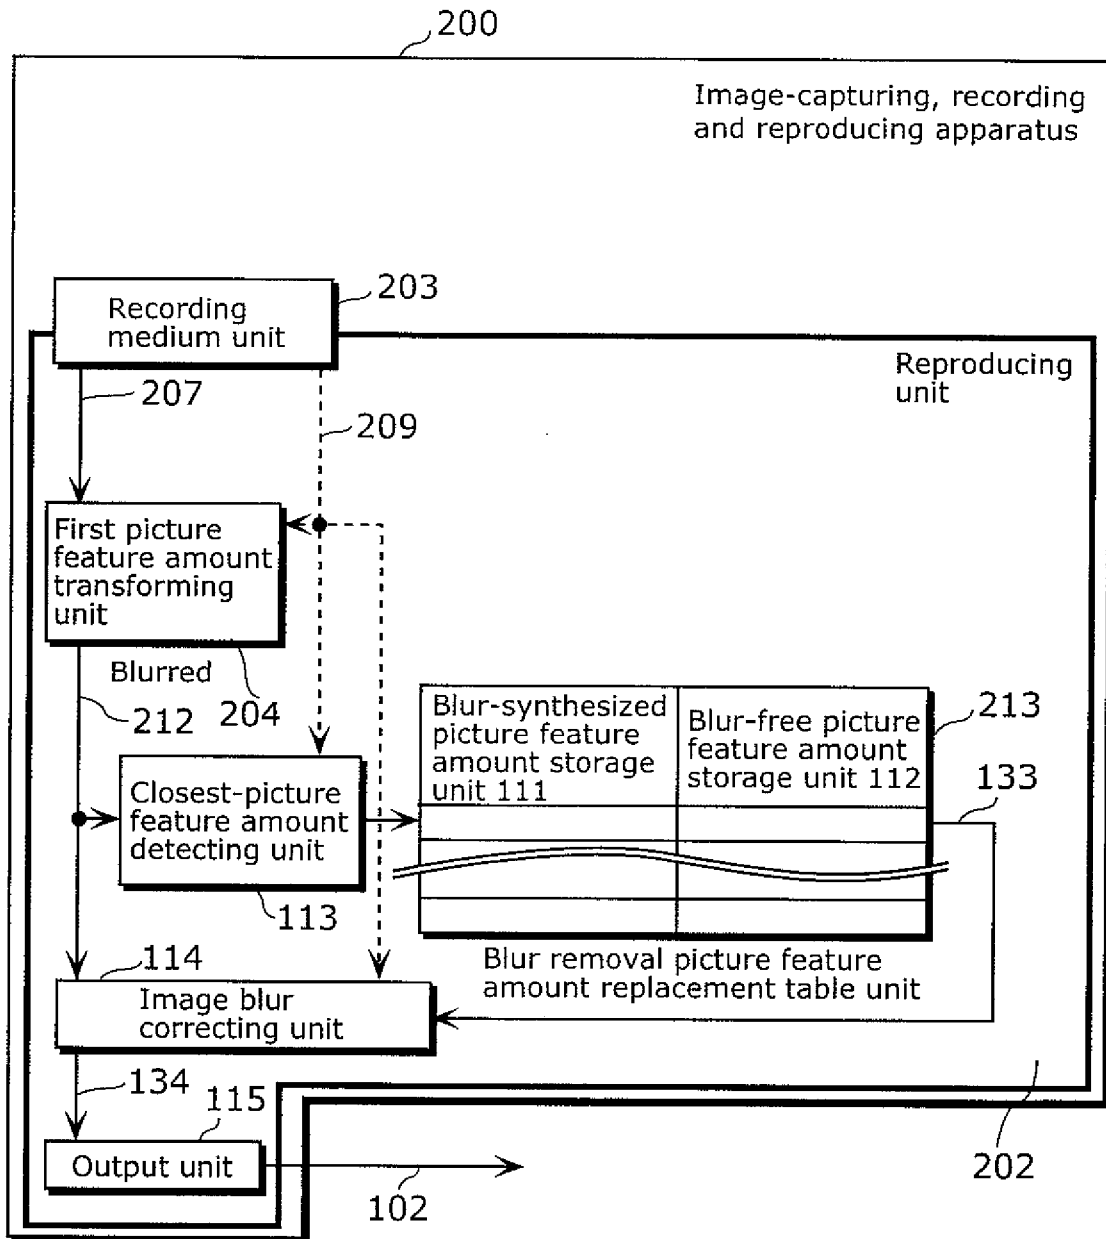 200
Image-capturing, recording
and reproducing apparatus
203
Recording
medium unit
Reproducing
unit
207
209
First picture
feature amount
transforming
unit
Blurred
212
204
Blur-synthesized
picture feature
amount storage
unit 111
Blur-free picture
feature amount
storage unit 112
213
133
Closest-picture
feature amount
detecting unit
113
114
Blur removal picture feature
amount replacement table unit
Image blur
correcting unit
134
115
Output unit
102
202